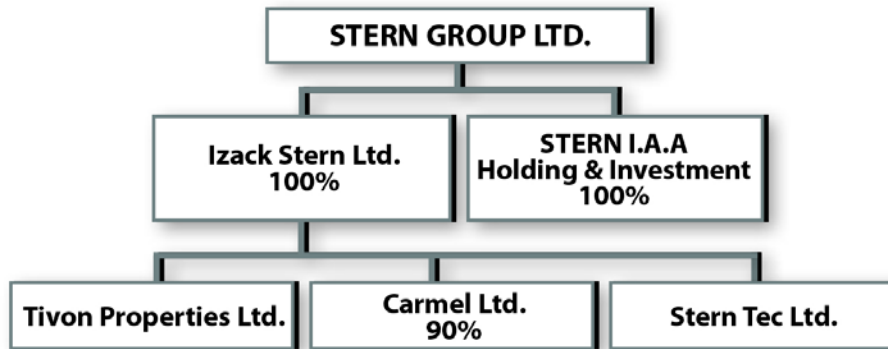 STERN GROUP LTD.
Izack Stern Ltd.
100%
STERN I.A.A
Holding & Investment
100%
Tivon Properties Ltd.
Carmel Ltd.
90%
Stern Tec Ltd.